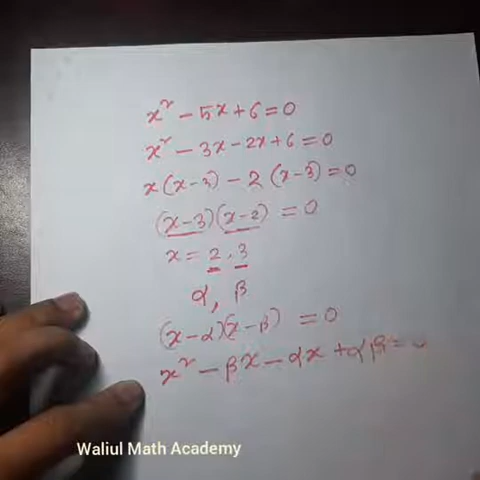 x² - 5x + 6 = 0
x² - 3x - 2x + 6 = 0
x(x-3) - 2(x-3) = 0
(x-3)(x-2) = 0
x = 2, 3
α, β
(x-α)(x-β) = 0
x² - βx - αx + αβ =
Waliul Math Academy